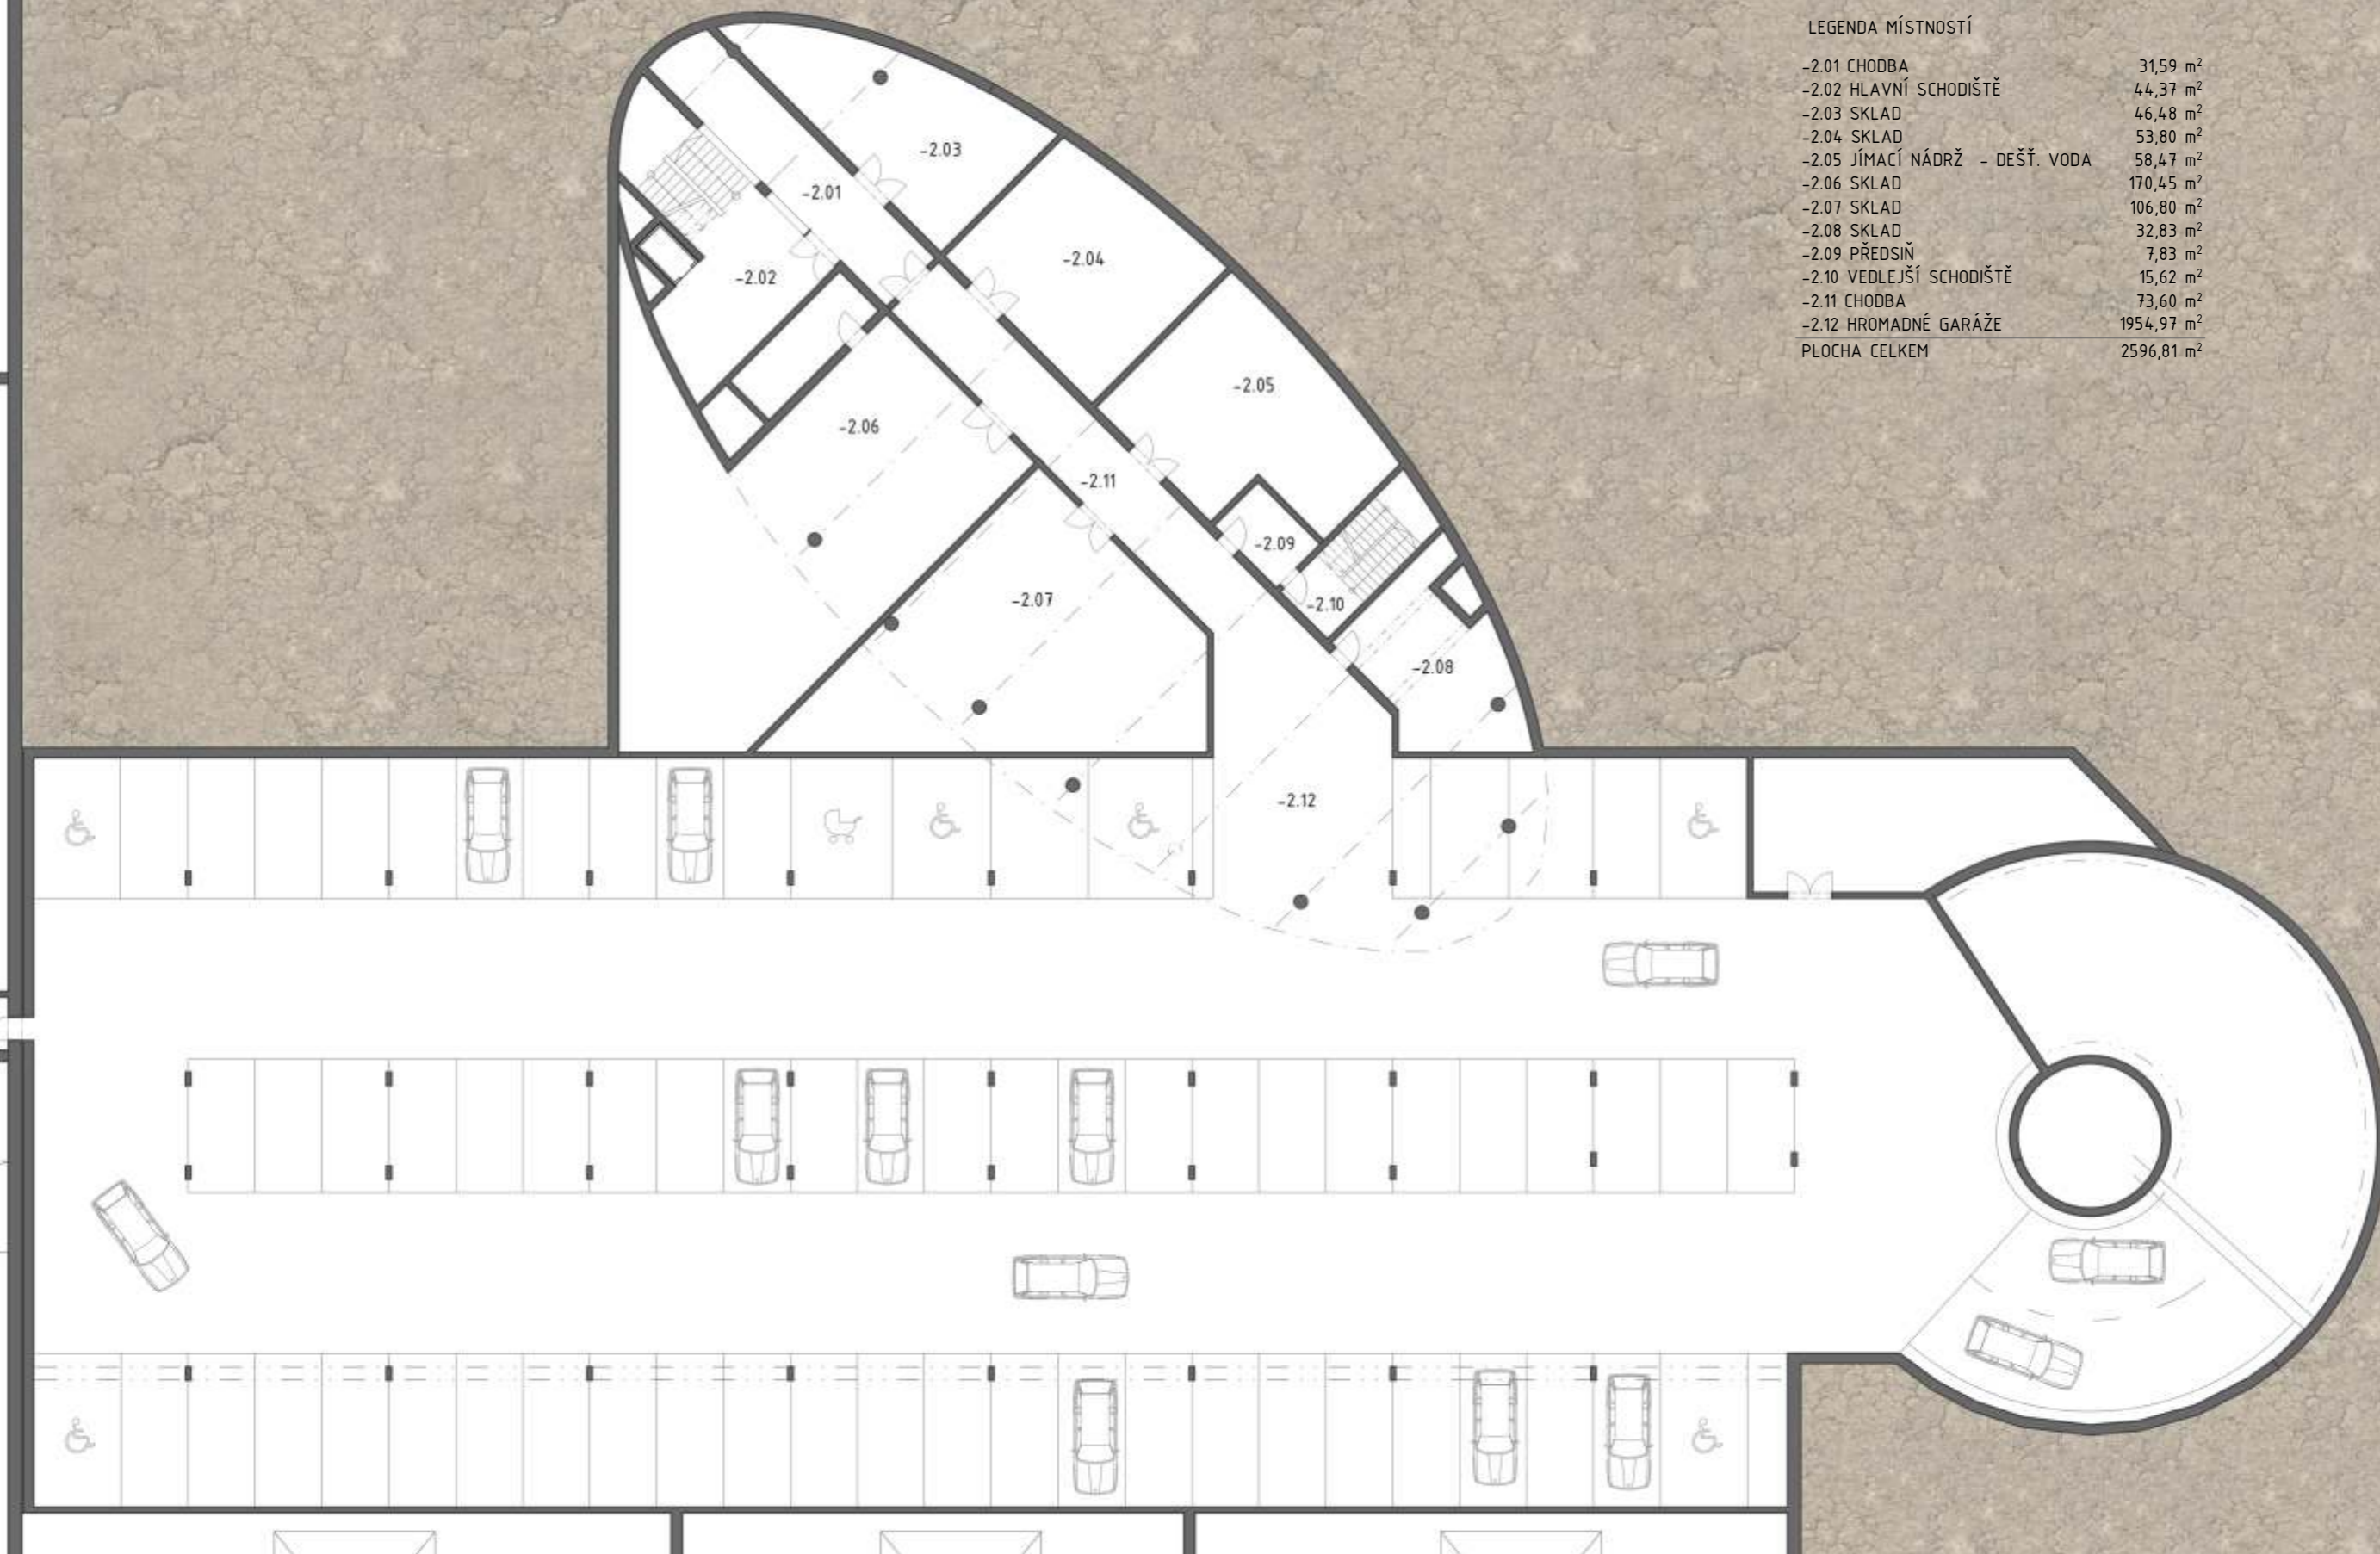 LEGENDA MÍSTNOSTÍ
-2.01 CHODBA 31,59 m²
-2.02 HLAVNÍ SCHODIŠTĚ 44,37 m²
-2.03 SKLAD 46,48 m²
-2.04 SKLAD 53,80 m²
-2.05 JÍMACÍ NÁDRŽ - DEŠŤ. VODA 58,47 m²
-2.06 SKLAD 170,45 m²
-2.07 SKLAD 106,80 m²
-2.08 SKLAD 32,83 m²
-2.09 PŘEDSIŇ 7,83 m²
-2.10 VEDLEJŠÍ SCHODIŠTĚ 15,62 m²
-2.11 CHODBA 73,60 m²
-2.12 HROMADNÉ GARÁŽE 1954,97 m²
PLOCHA CELKEM 2596,81 m²
-2.03
-2.01
-2.04
-2.02
-2.05
-2.06
-2.11
-2.09
-2.07
-2.10
-2.08
-2.12